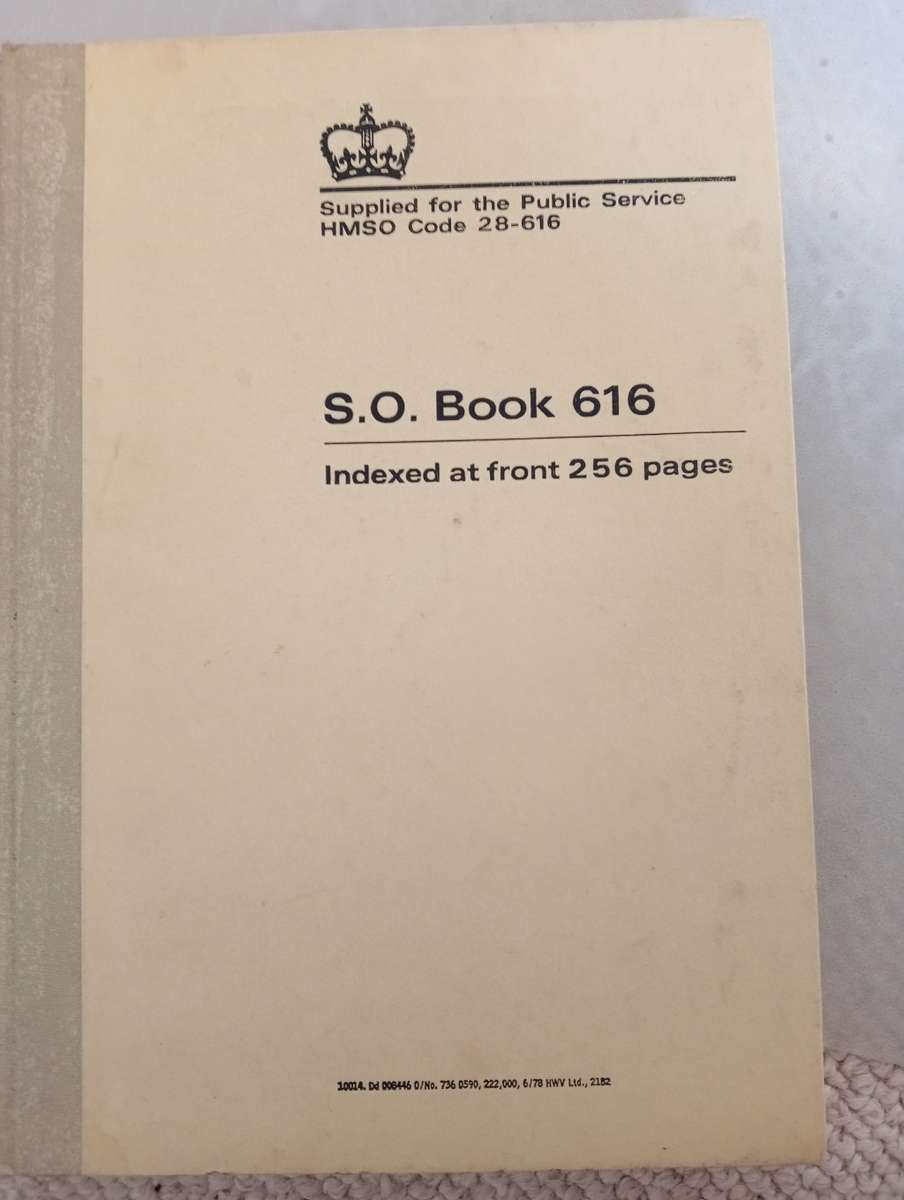 Supplied for the Public Service
HMSO Code 28-616
S.O. Book 616
Indexed at front 256 pages
10014. Dd 008446 O/No. 736 0590, 222,000, 6/78 HWV Ltd., 2182